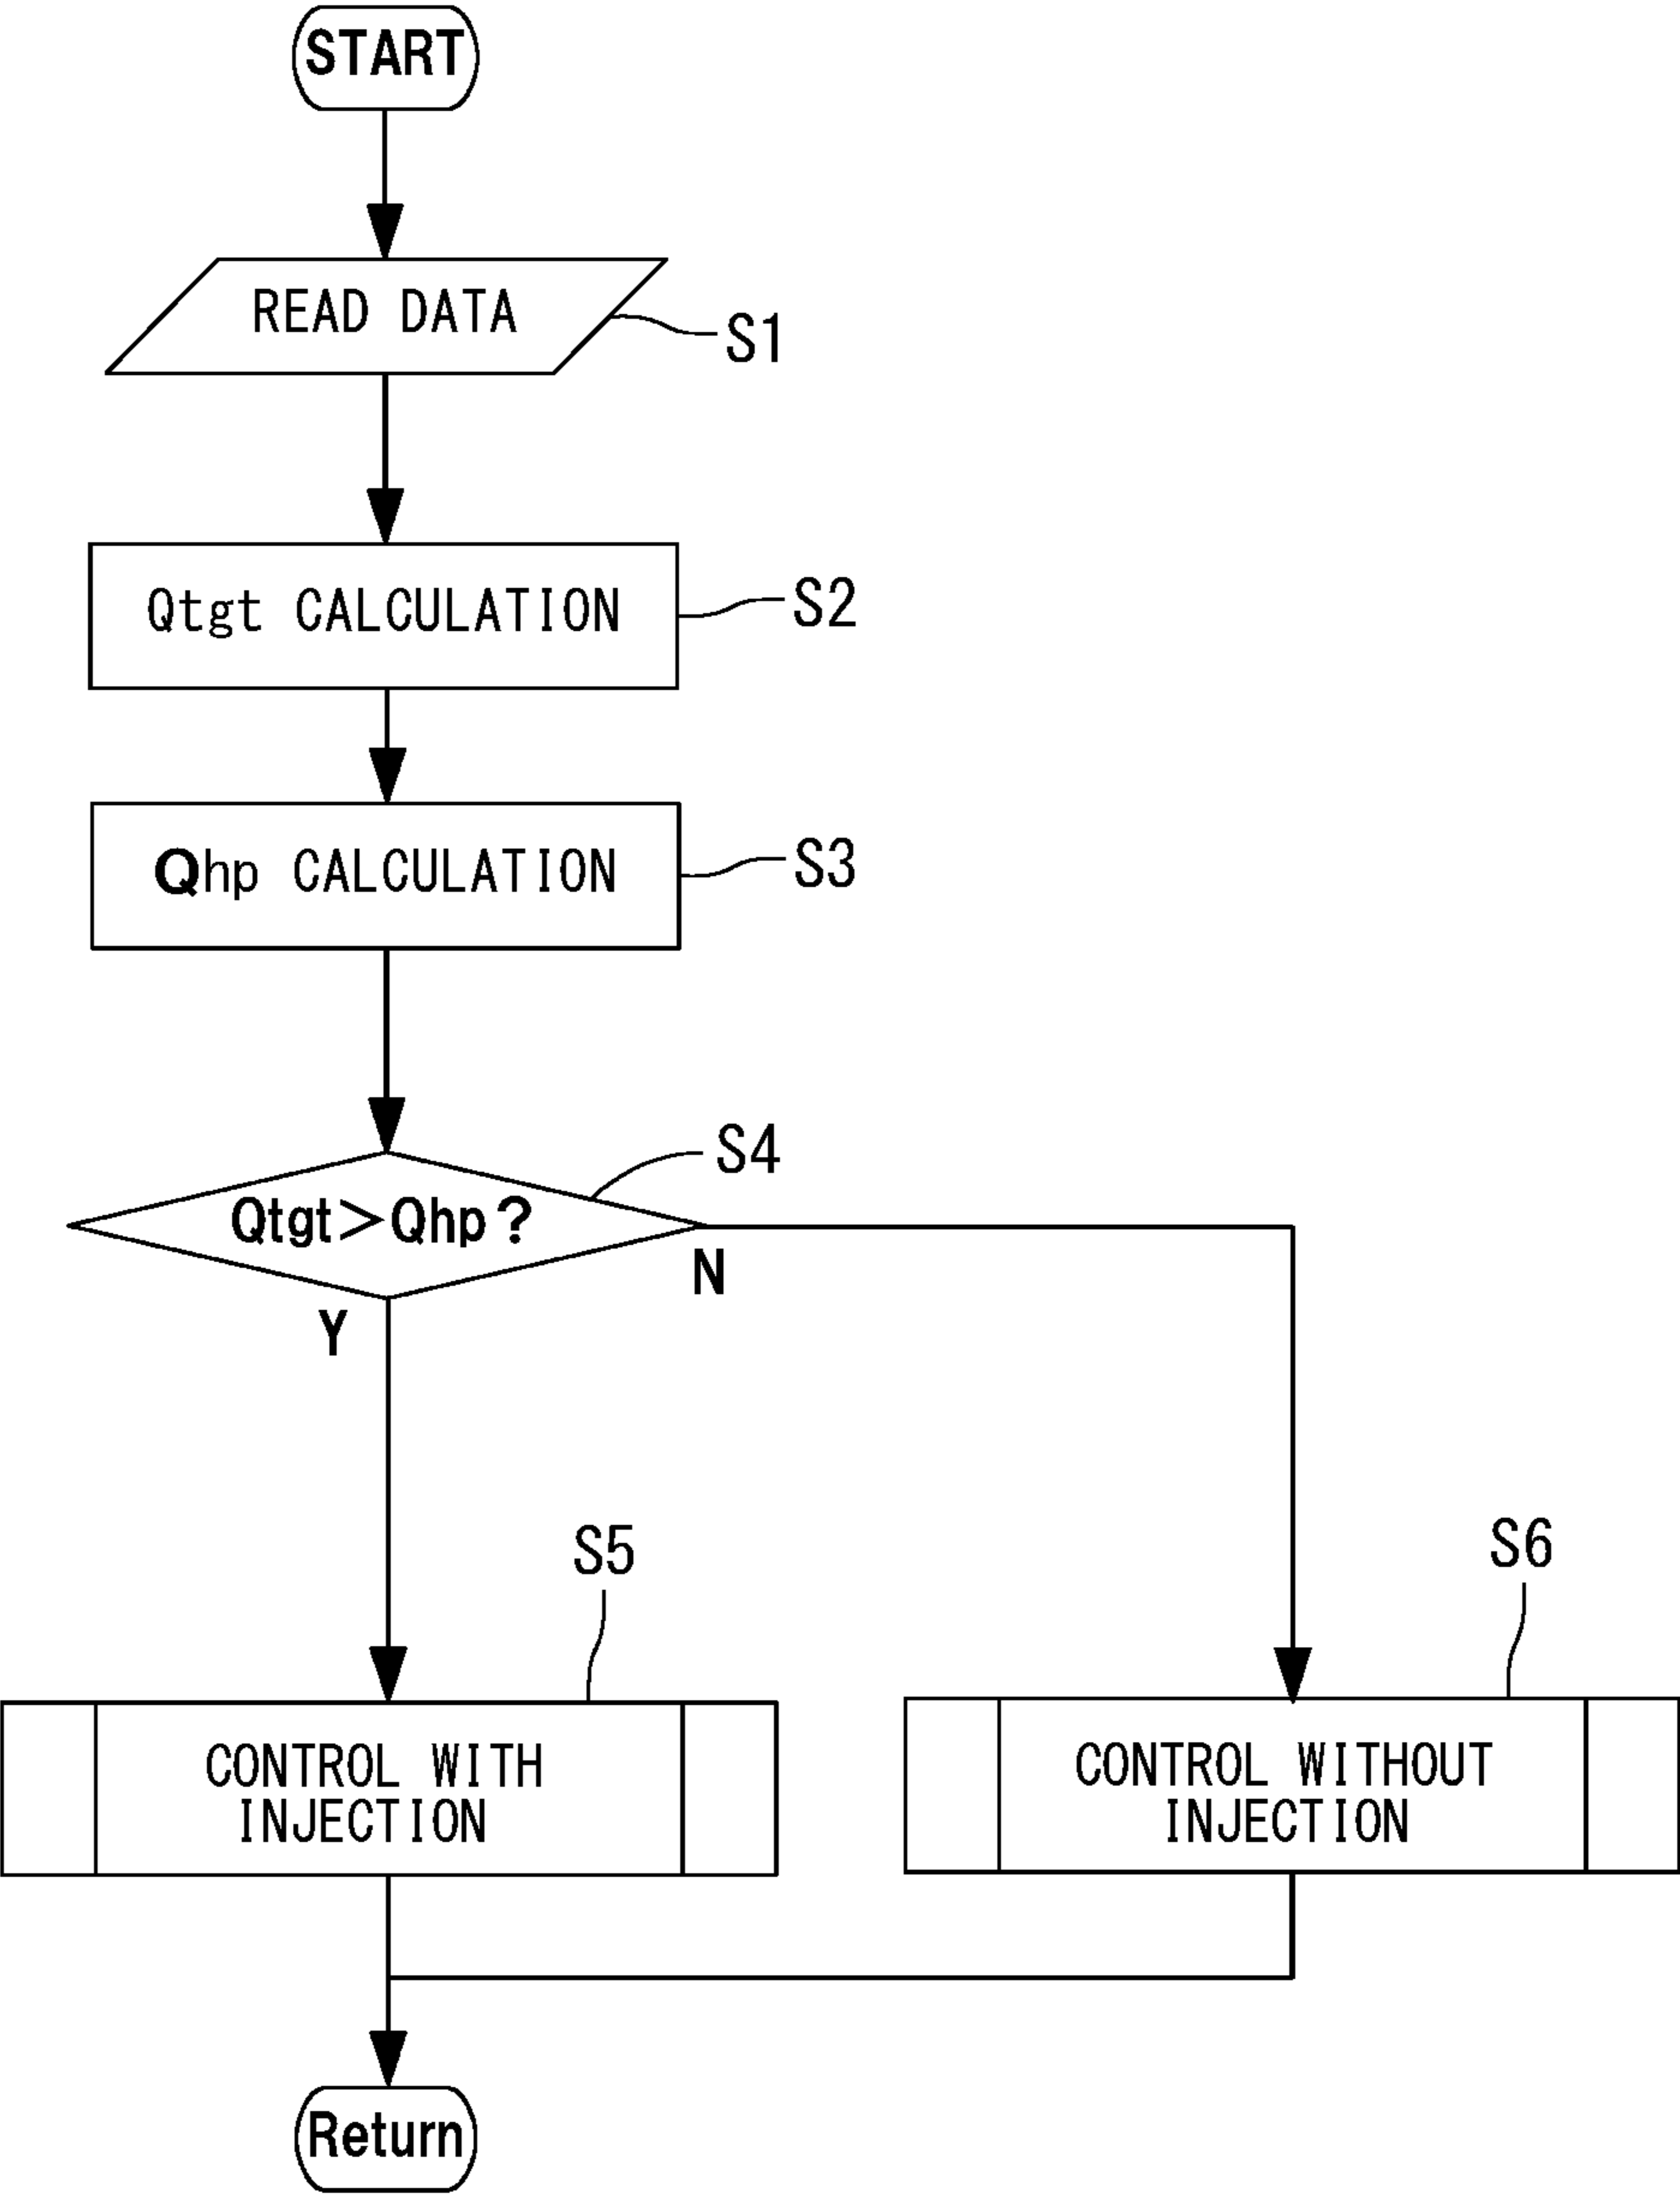 START
READ DATA
S1
Qtgt CALCULATION
S2
Qhp CALCULATION
S3
S4
Qtgt＞Qhp？
N
Y
S5
CONTROL WITH
INJECTION
S6
CONTROL WITHOUT
INJECTION
Return